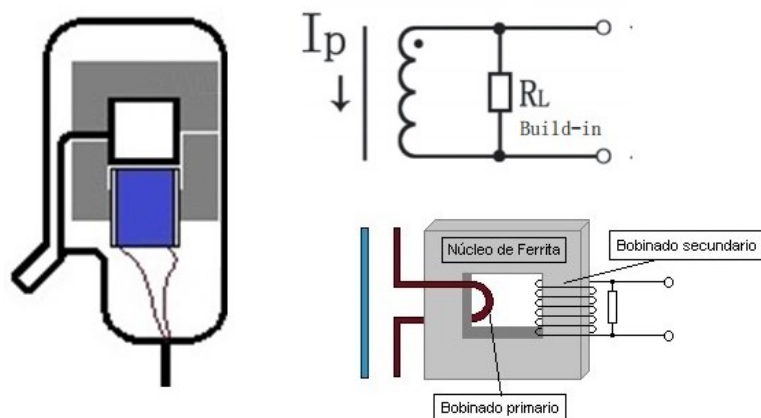 Ip
RL
Build-in
Núcleo de Ferrita
Bobinado secundario
Bobinado primario